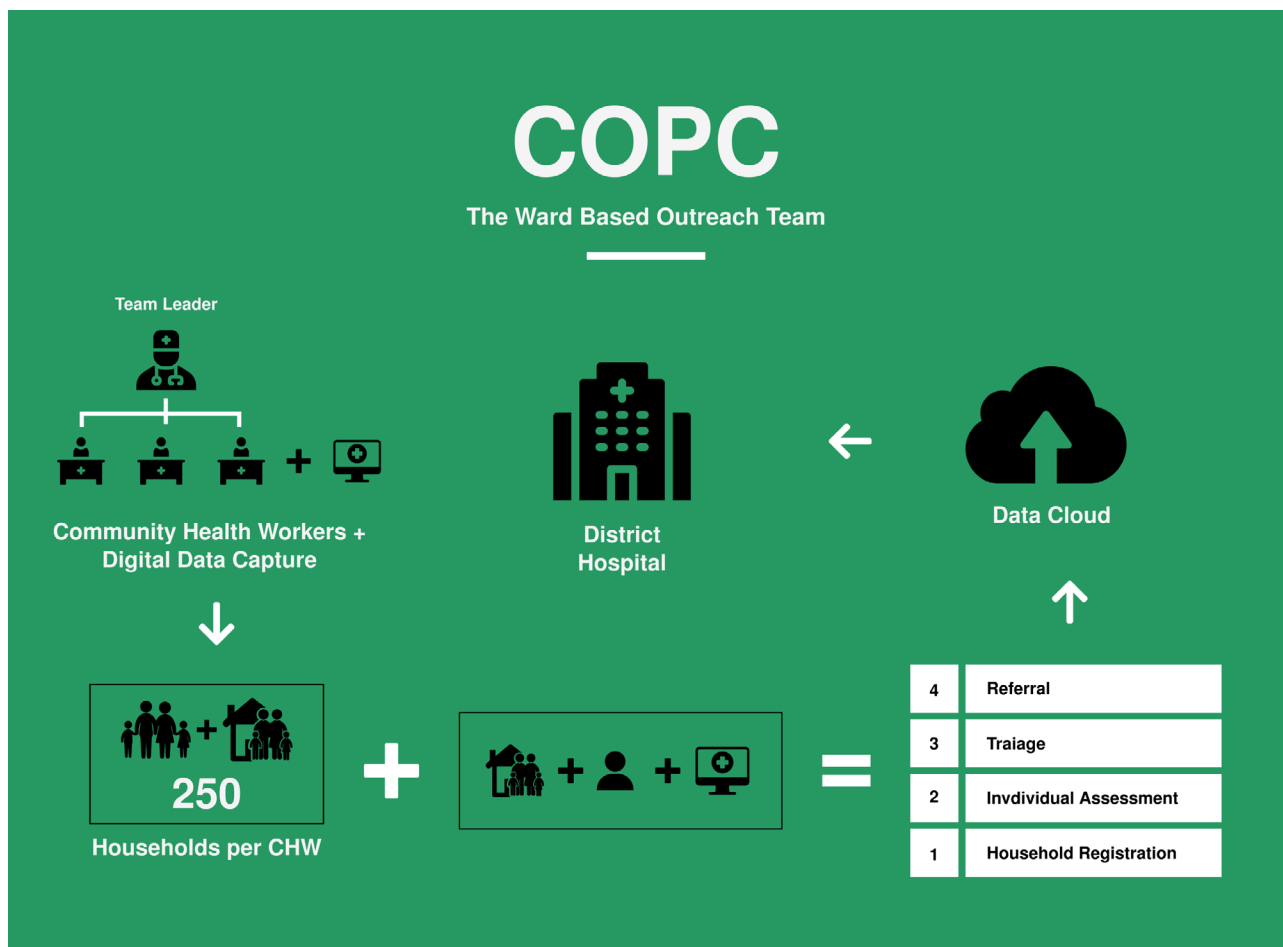 COPC
The Ward Based Outreach Team
Team Leader
Community Health Workers +
Digital Data Capture
District
Hospital
Data Cloud
250
Households per CHW
4 Referral
3 Traiage
2 Invdividual Assessment
1 Household Registration